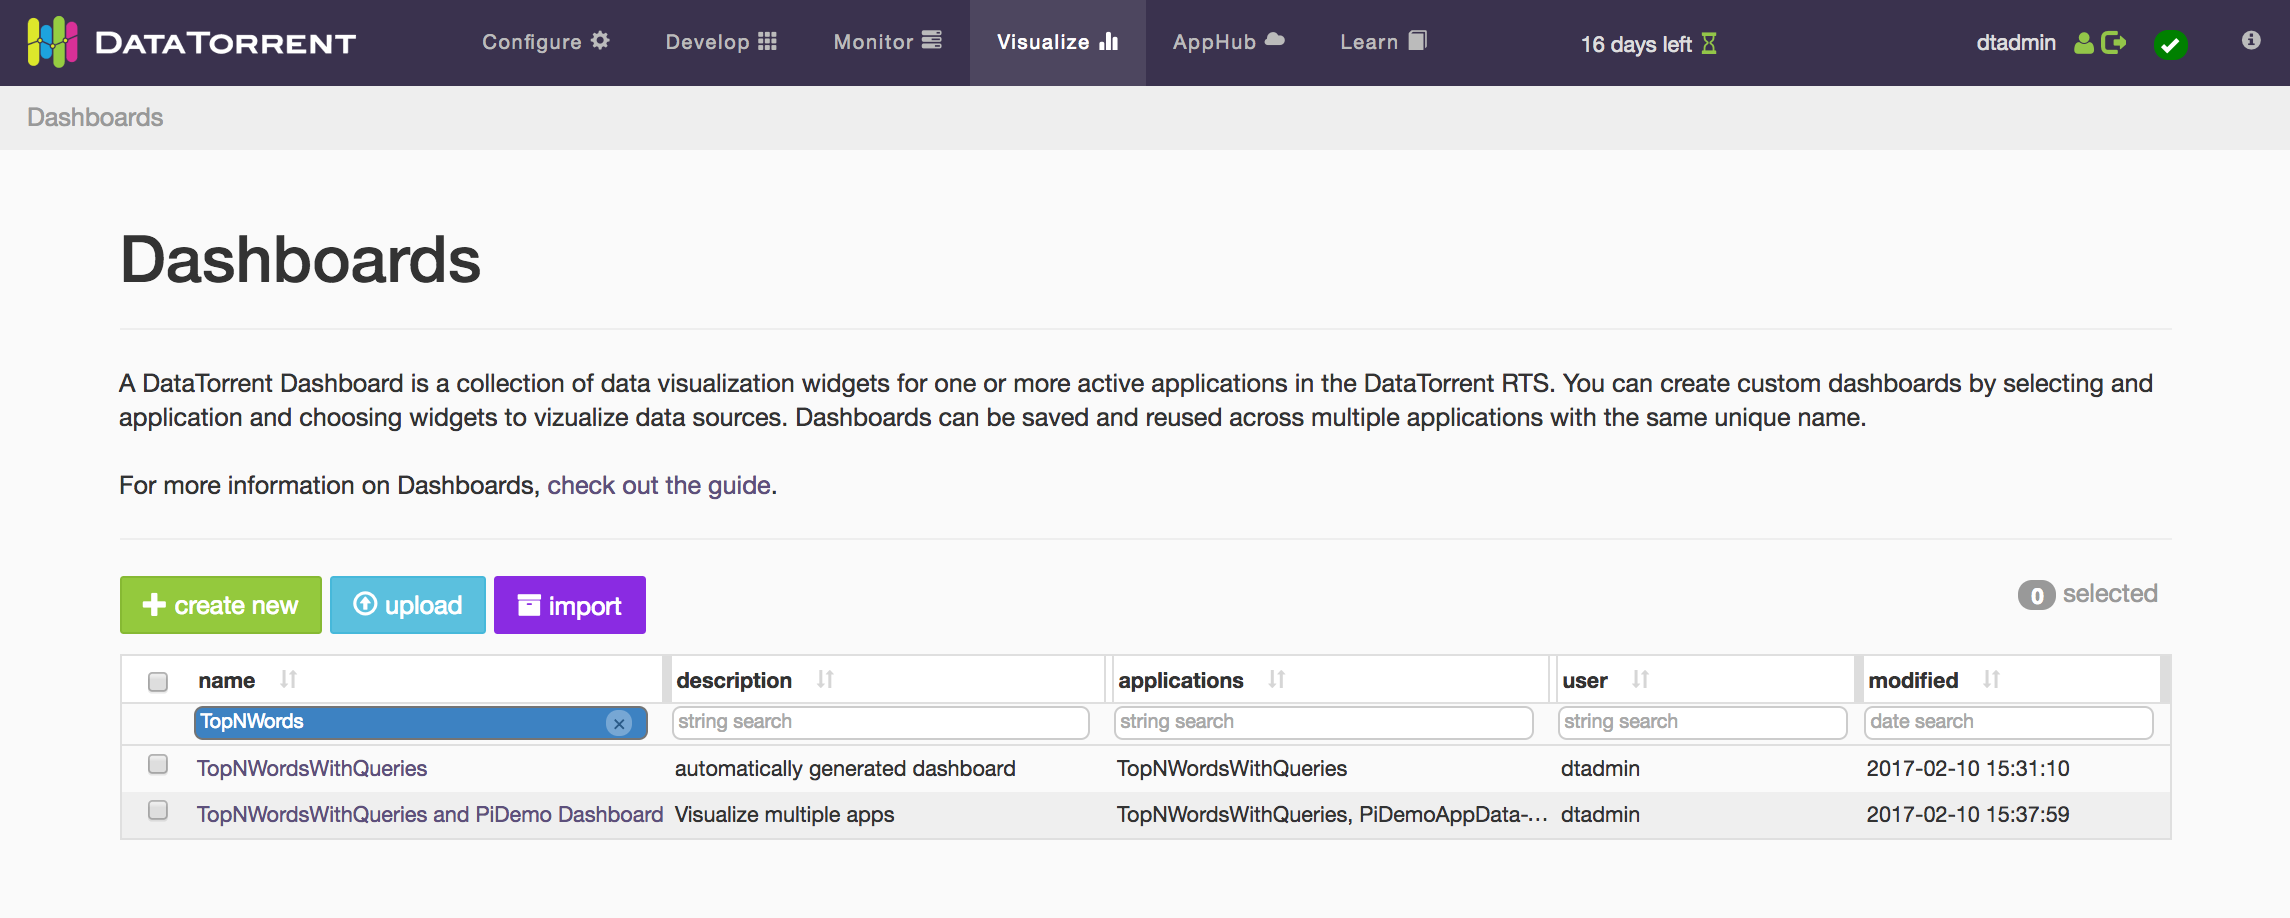 DATATORRENT Configure Develop Monitor Visualize AppHub Learn 16 days left dtadmin
Dashboards
Dashboards
A DataTorrent Dashboard is a collection of data visualization widgets for one or more active applications in the DataTorrent RTS. You can create custom dashboards by selecting and
application and choosing widgets to vizualize data sources. Dashboards can be saved and reused across multiple applications with the same unique name.
For more information on Dashboards, check out the guide.
create new upload import 0 selected
name description applications user modified
TopNWords string search string search string search date search
TopNWordsWithQueries automatically generated dashboard TopNWordsWithQueries dtadmin 2017-02-10 15:31:10
TopNWordsWithQueries and PiDemo Dashboard Visualize multiple apps TopNWordsWithQueries, PiDemoAppData-... dtadmin 2017-02-10 15:37:59